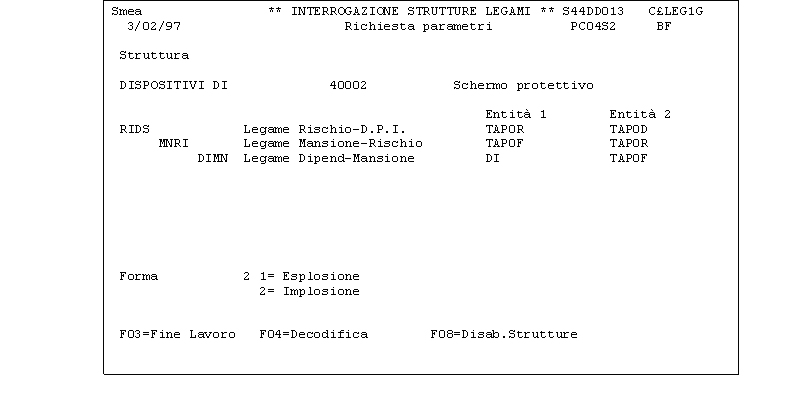 Smea ** INTERROGAZIONE STRUTTURE LEGAMI ** S44DD013 C£LEG1G
3/02/97 Richiesta parametri PC04S2 BF
Struttura
DISPOSITIVI DI 40002 Schermo protettivo
Entità 1 Entità 2
RIDS Legame Rischio-D.P.I. TAPOR TAPOD
MNRI Legame Mansione-Rischio TAPOF TAPOR
DIMN Legame Dipend-Mansione DI TAPOF
Forma 2 1= Esplosione
2= Implosione
F03=Fine Lavoro F04=Decodifica F08=Disab.Strutture